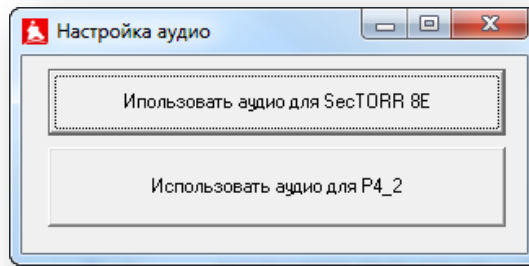 Настройка аудио
Ипользовать аудио для SecTORR 8E
Использовать аудио для P4_2